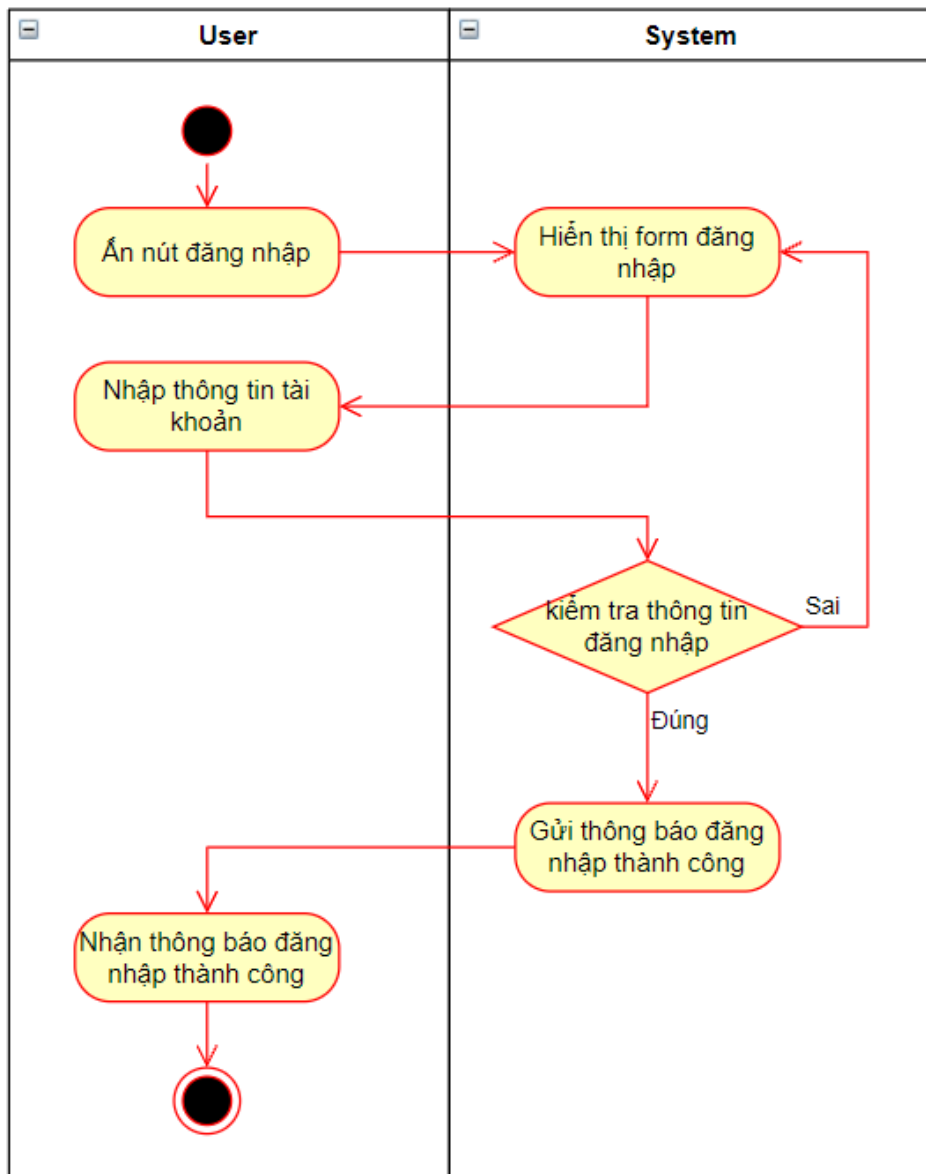 User
System
Ấn nút đăng nhập
Hiển thị form đăng
nhập
Nhập thông tin tài
khoản
kiểm tra thông tin
đăng nhập
Sai
Đúng
Gửi thông báo đăng
nhập thành công
Nhận thông báo đăng
nhập thành công